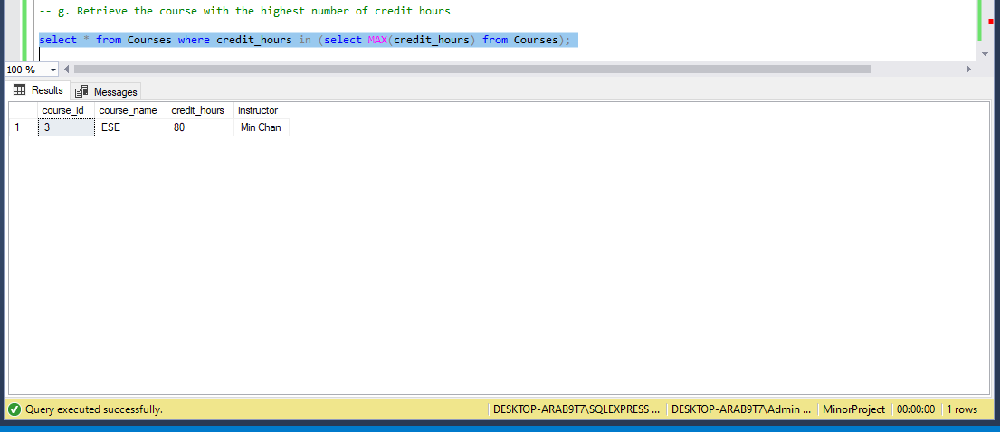 -- g. Retrieve the course with the highest number of credit hours
select * from Courses where credit_hours in (select MAX(credit_hours) from Courses);
100 %
Results Messages
course_id course_name credit_hours instructor
1 3 ESE 80 Min Chan
Query executed successfully. DESKTOP-ARAB9T7\SQLEXPRESS ... DESKTOP-ARAB9T7\Admin ... MinorProject 00:00:00 1 rows